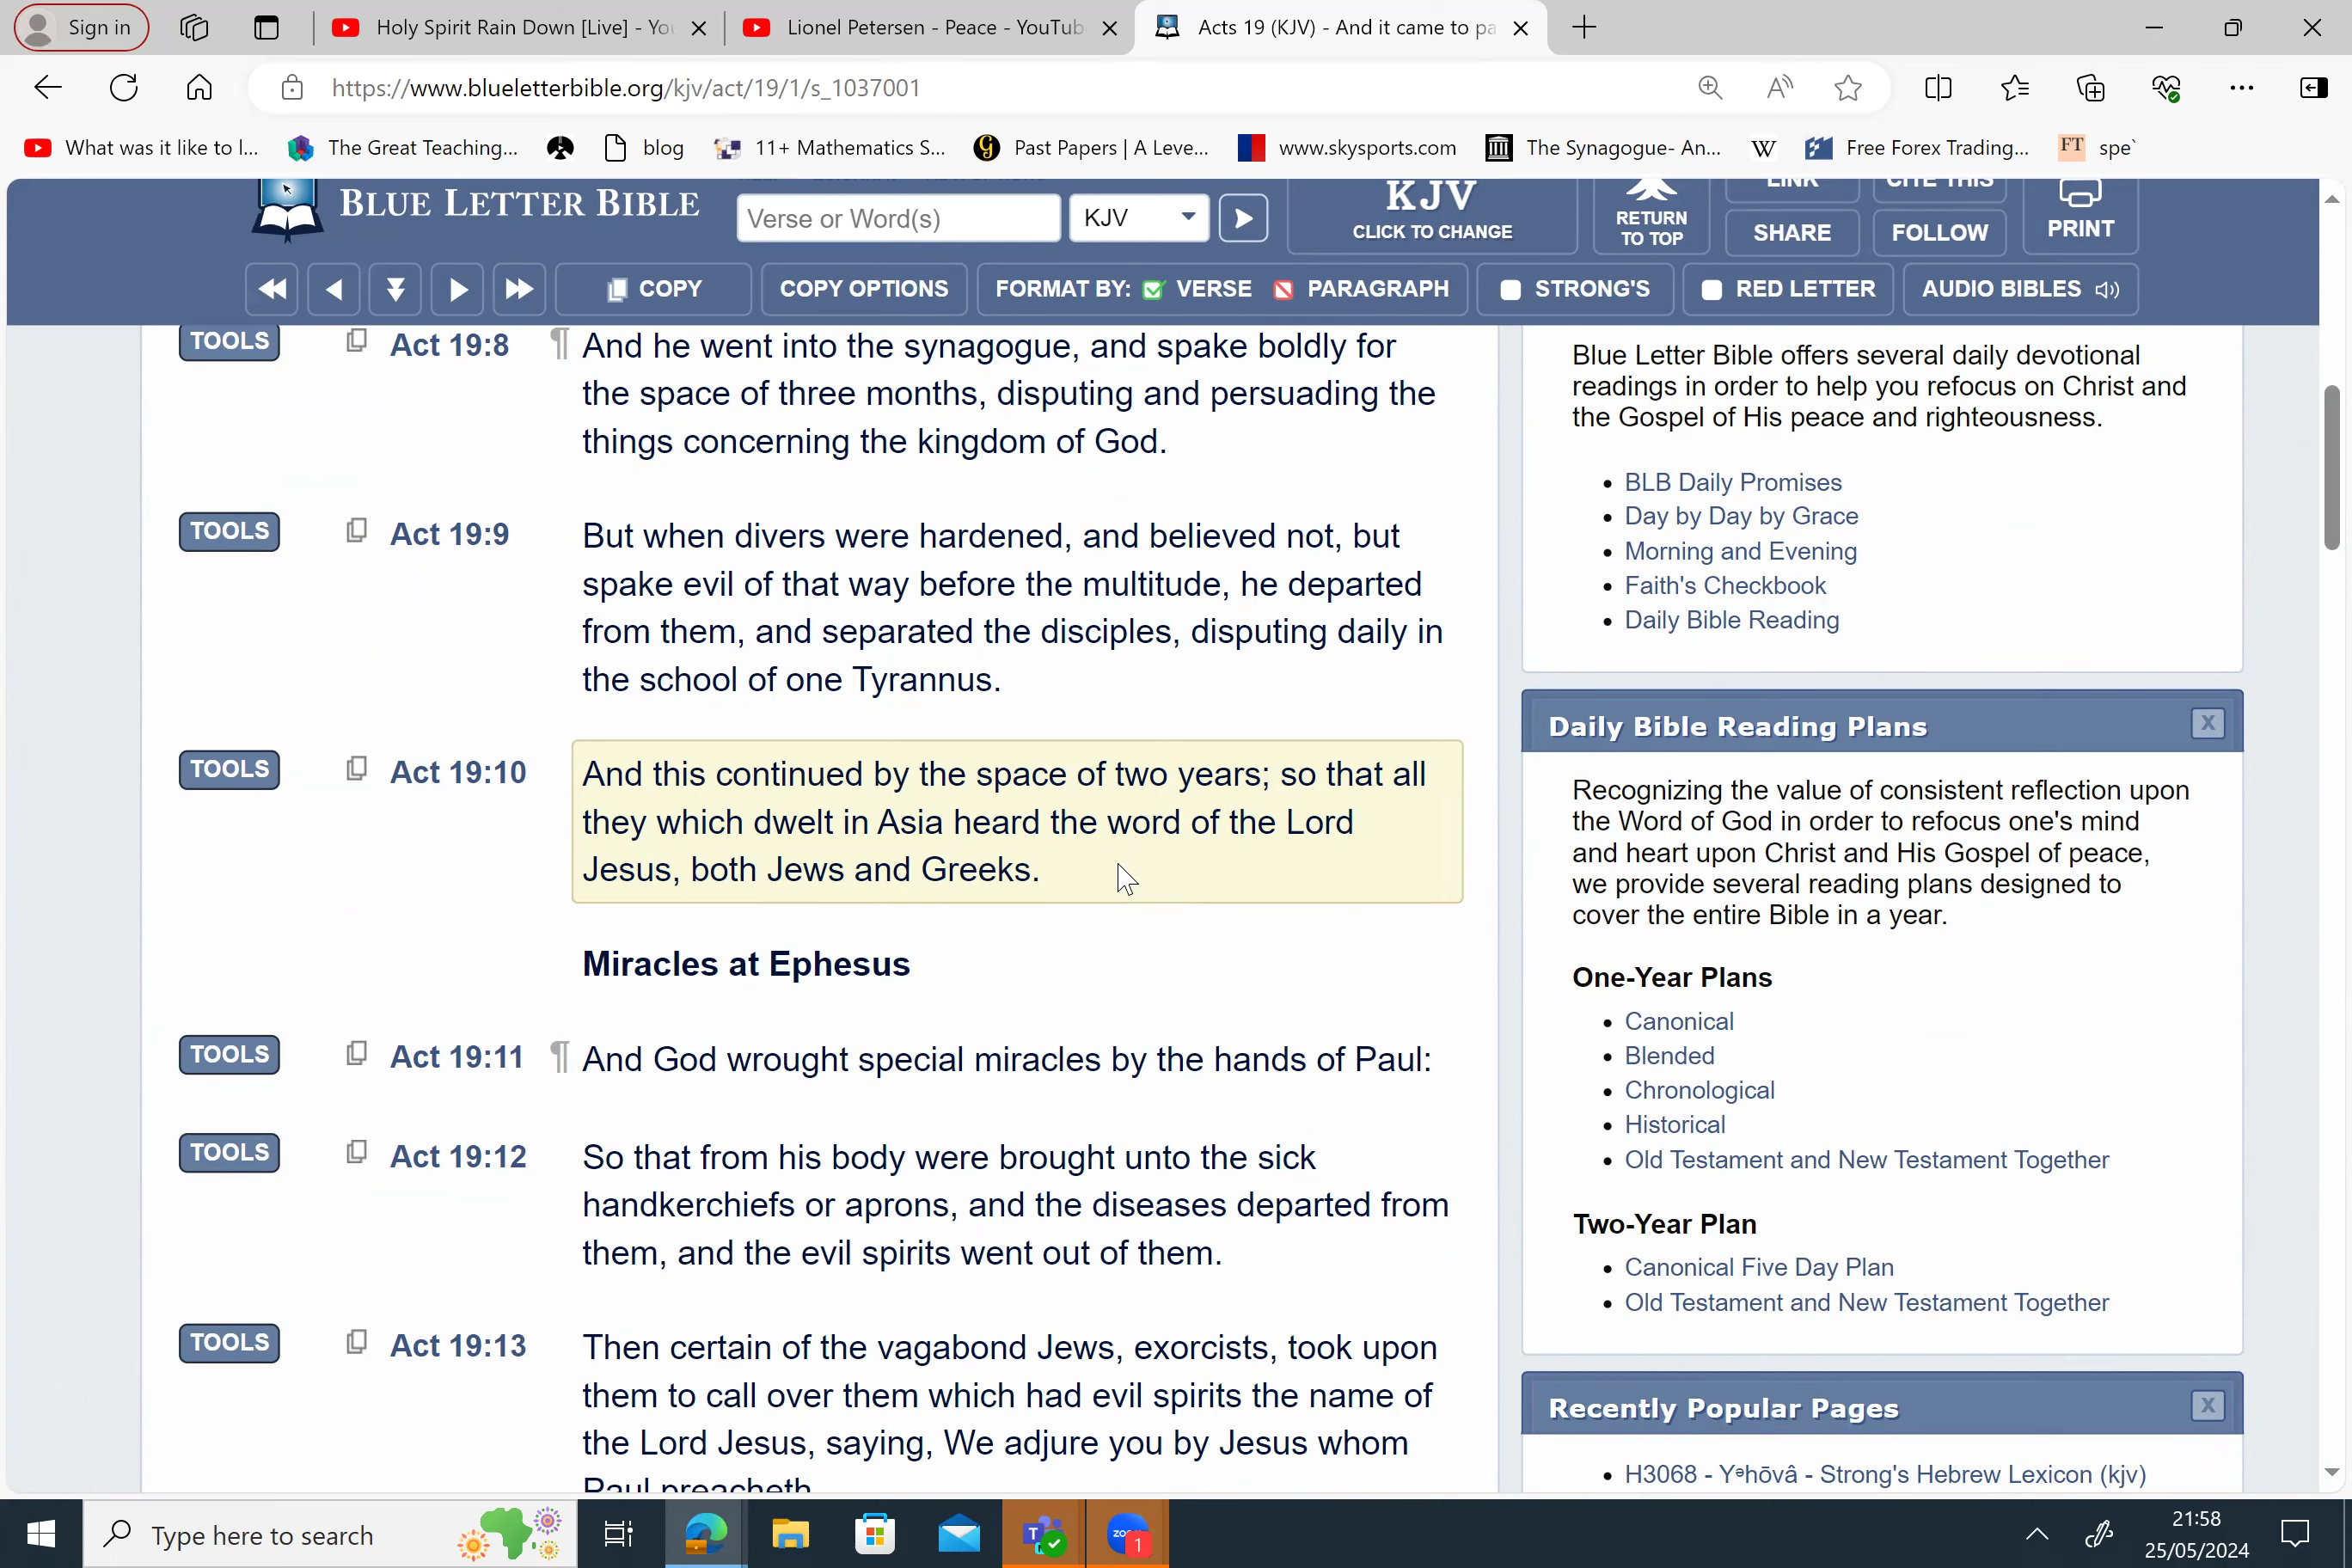 Sign in
Holy Spirit Rain Down [Live] - You
Lionel Petersen - Peace - YouTub
Acts 19 (KJV) - And it came to pa
https://www.blueletterbible.org/kjv/act/19/1/s_1037001
What was it like to l...
The Great Teaching...
blog
11+ Mathematics S...
Past Papers | A Leve...
www.skysports.com
The Synagogue- An...
W
Free Forex Trading...
FT
spe`
BLUE LETTER BIBLE
Verse or Word(s)
KJV
KJV
CLICK TO CHANGE
RETURN
TO TOP
LINK
CITE THIS
SHARE
FOLLOW
PRINT
COPY
COPY OPTIONS
FORMAT BY: VERSE PARAGRAPH
STRONG'S
RED LETTER
AUDIO BIBLES
TOOLS Act 19:8 ¶ And he went into the synagogue, and spake boldly for
the space of three months, disputing and persuading the
things concerning the kingdom of God.
TOOLS Act 19:9 But when divers were hardened, and believed not, but
spake evil of that way before the multitude, he departed
from them, and separated the disciples, disputing daily in
the school of one Tyrannus.
TOOLS Act 19:10 And this continued by the space of two years; so that all
they which dwelt in Asia heard the word of the Lord
Jesus, both Jews and Greeks.
Miracles at Ephesus
TOOLS Act 19:11 ¶ And God wrought special miracles by the hands of Paul:
TOOLS Act 19:12 So that from his body were brought unto the sick
handkerchiefs or aprons, and the diseases departed from
them, and the evil spirits went out of them.
TOOLS Act 19:13 Then certain of the vagabond Jews, exorcists, took upon
them to call over them which had evil spirits the name of
the Lord Jesus, saying, We adjure you by Jesus whom
Paul preacheth
Blue Letter Bible offers several daily devotional
readings in order to help you refocus on Christ and
the Gospel of His peace and righteousness.
BLB Daily Promises
Day by Day by Grace
Morning and Evening
Faith's Checkbook
Daily Bible Reading
Daily Bible Reading Plans
X
Recognizing the value of consistent reflection upon
the Word of God in order to refocus one's mind
and heart upon Christ and His Gospel of peace,
we provide several reading plans designed to
cover the entire Bible in a year.
One-Year Plans
Canonical
Blended
Chronological
Historical
Old Testament and New Testament Together
Two-Year Plan
Canonical Five Day Plan
Old Testament and New Testament Together
Recently Popular Pages
X
H3068 - Yᵊhōvâ - Strong's Hebrew Lexicon (kjv)
Type here to search
T
zoom
1
21:58
25/05/2024